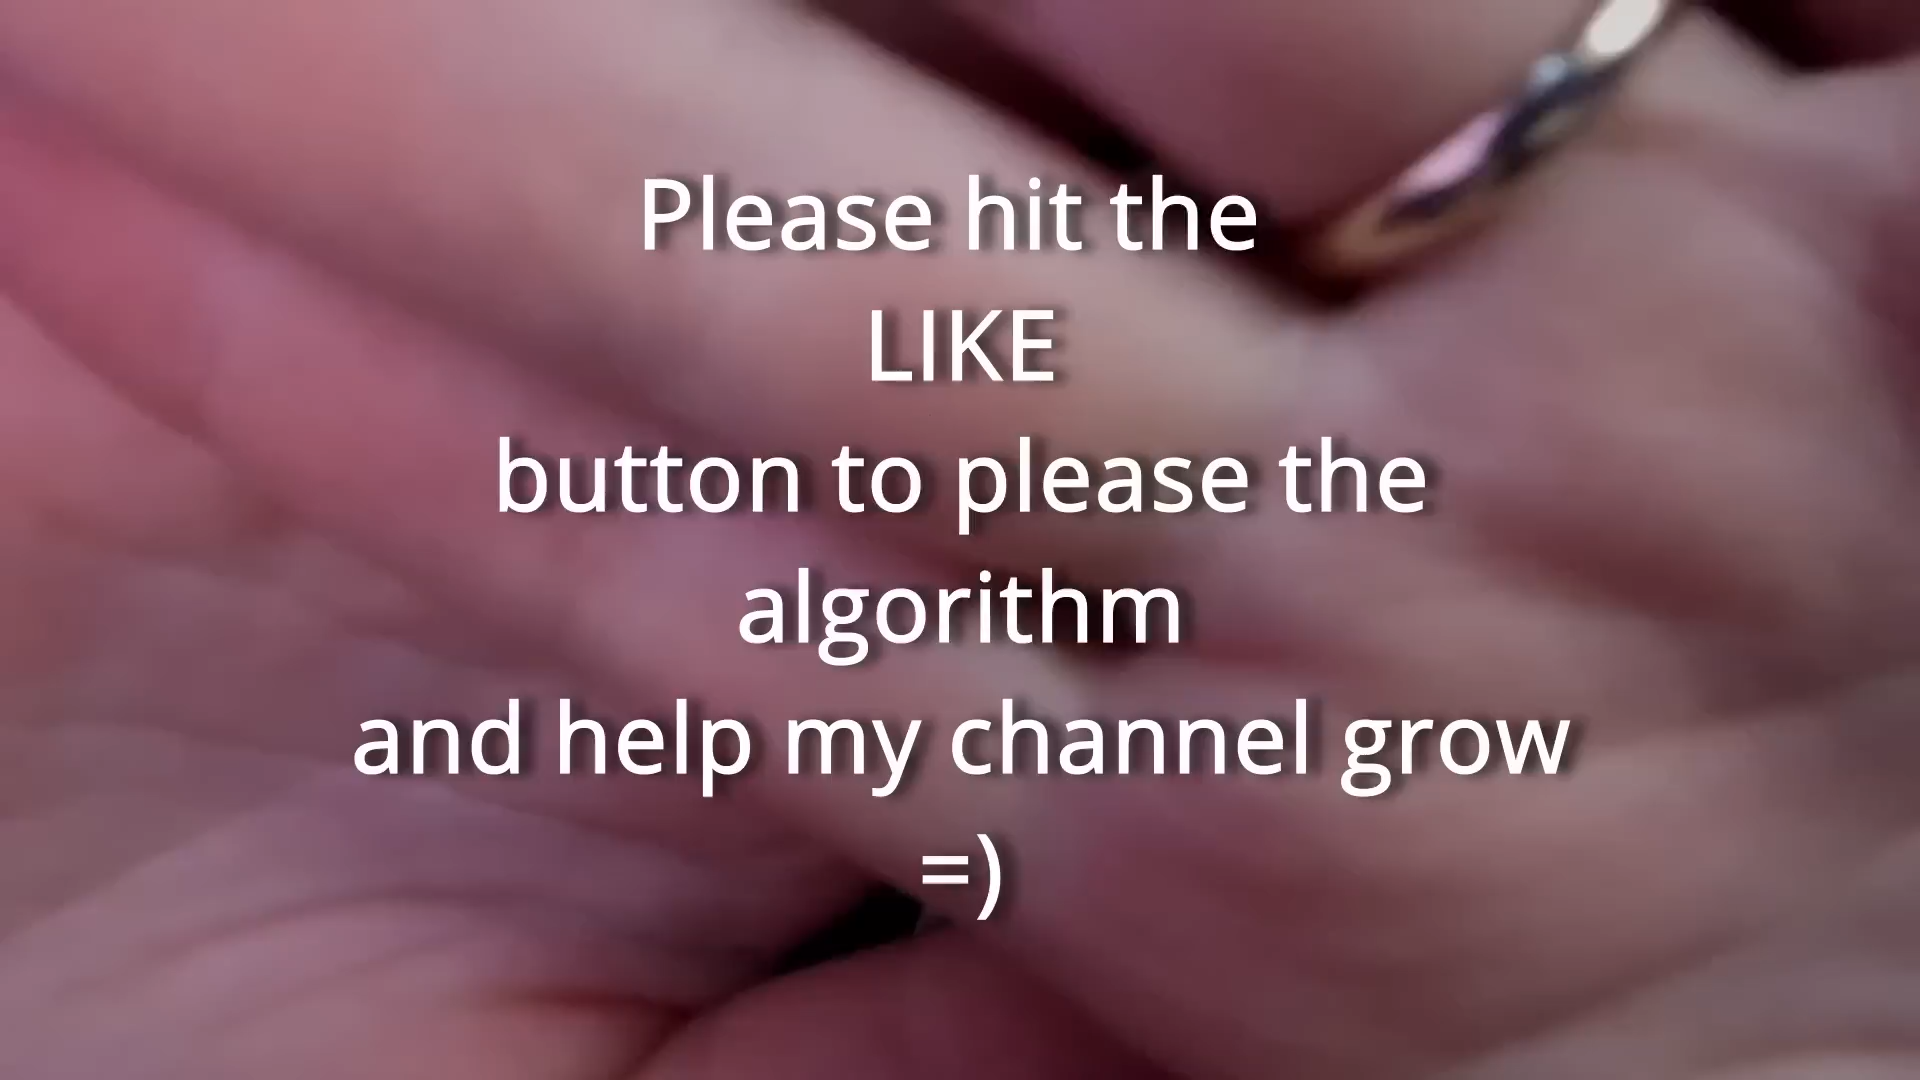 Please hit the
LIKE
button to please the
algorithm
and help my channel grow
=)